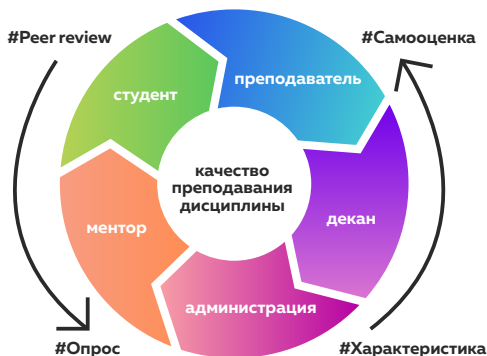 #Peer review
#Самооценка
студент
преподаватель
качество
преподавания
дисциплины
ментор
декан
администрация
#Опрос
#Характеристика